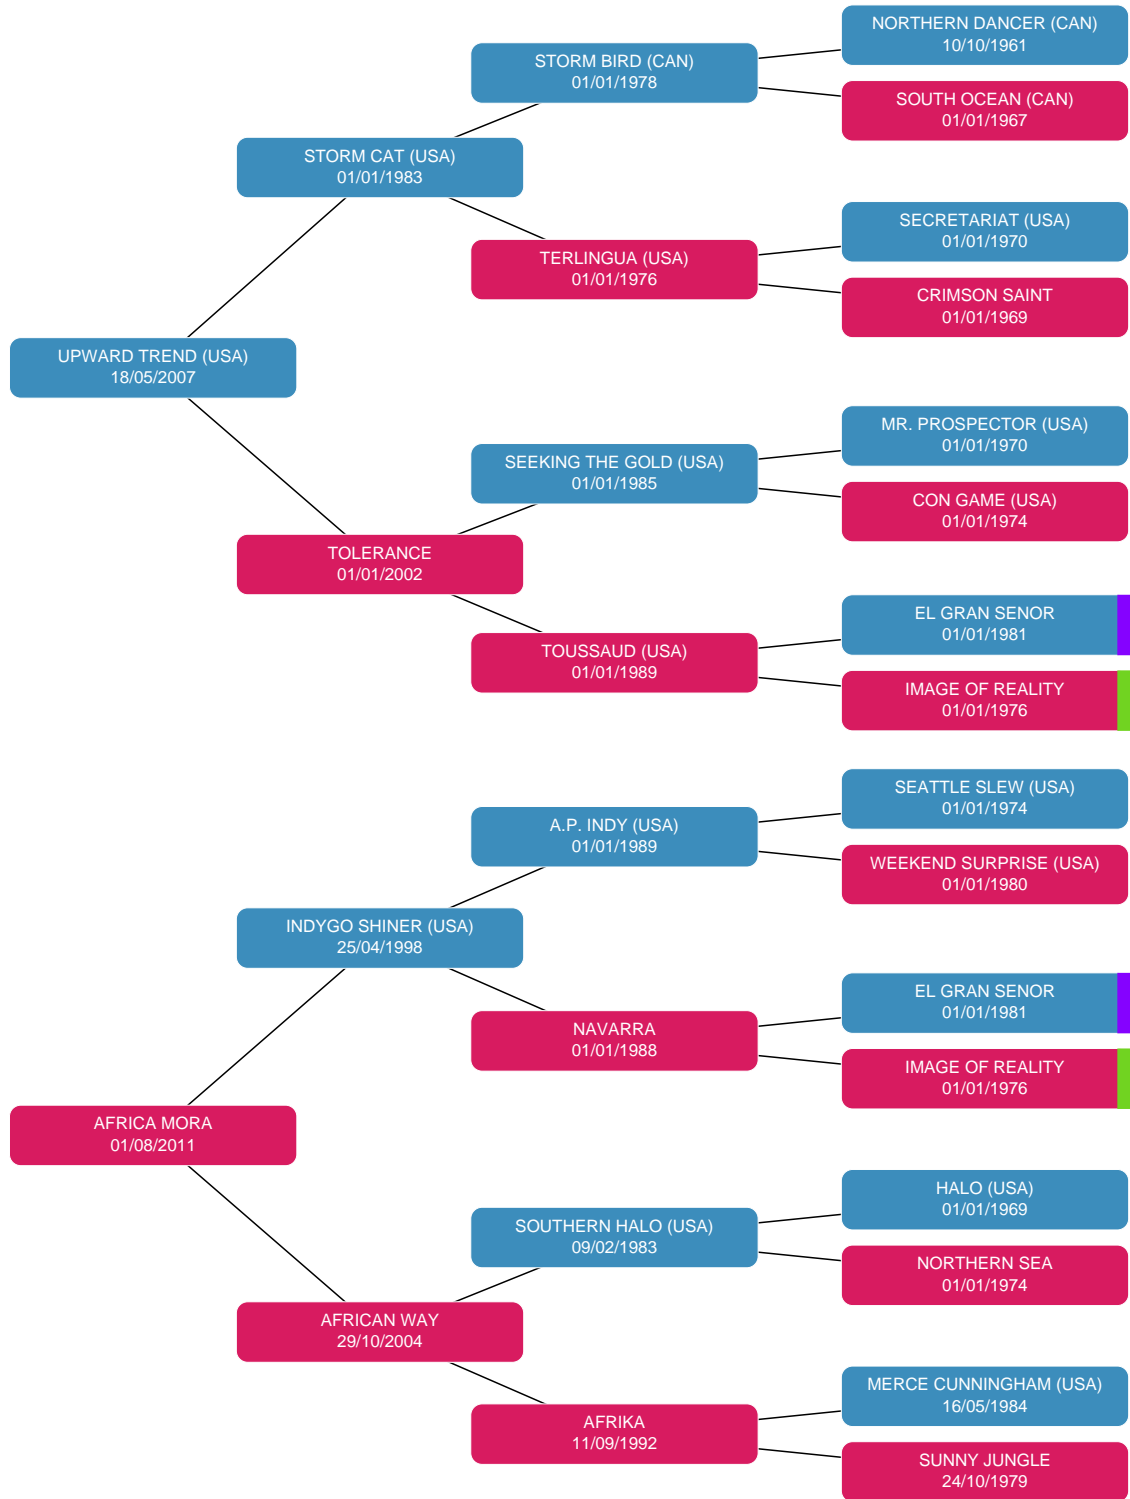 NORTHERN DANCER (CAN)
10/10/1961
STORM BIRD (CAN)
01/01/1978
SOUTH OCEAN (CAN)
01/01/1967
STORM CAT (USA)
01/01/1983
SECRETARIAT (USA)
01/01/1970
TERLINGUA (USA)
01/01/1976
CRIMSON SAINT
01/01/1969
UPWARD TREND (USA)
18/05/2007
MR. PROSPECTOR (USA)
01/01/1970
SEEKING THE GOLD (USA)
01/01/1985
CON GAME (USA)
01/01/1974
TOLERANCE
01/01/2002
EL GRAN SENOR
01/01/1981
TOUSSAUD (USA)
01/01/1989
IMAGE OF REALITY
01/01/1976
SEATTLE SLEW (USA)
01/01/1974
A.P. INDY (USA)
01/01/1989
WEEKEND SURPRISE (USA)
01/01/1980
INDYGO SHINER (USA)
25/04/1998
EL GRAN SENOR
01/01/1981
NAVARRA
01/01/1988
IMAGE OF REALITY
01/01/1976
AFRICA MORA
01/08/2011
HALO (USA)
01/01/1969
SOUTHERN HALO (USA)
09/02/1983
NORTHERN SEA
01/01/1974
AFRICAN WAY
29/10/2004
MERCE CUNNINGHAM (USA)
16/05/1984
AFRIKA
11/09/1992
SUNNY JUNGLE
24/10/1979